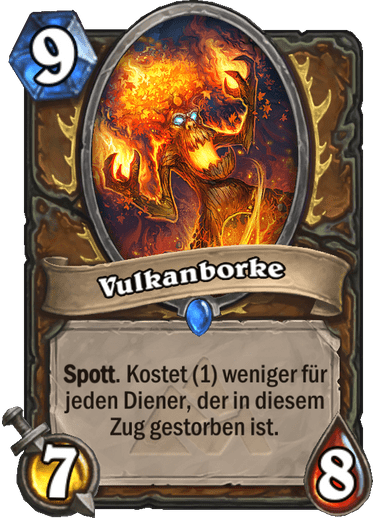 9
Vulkanborke
Spott. Kostet (1) weniger für
jeden Diener, der in diesem
Zug gestorben ist.
7
8